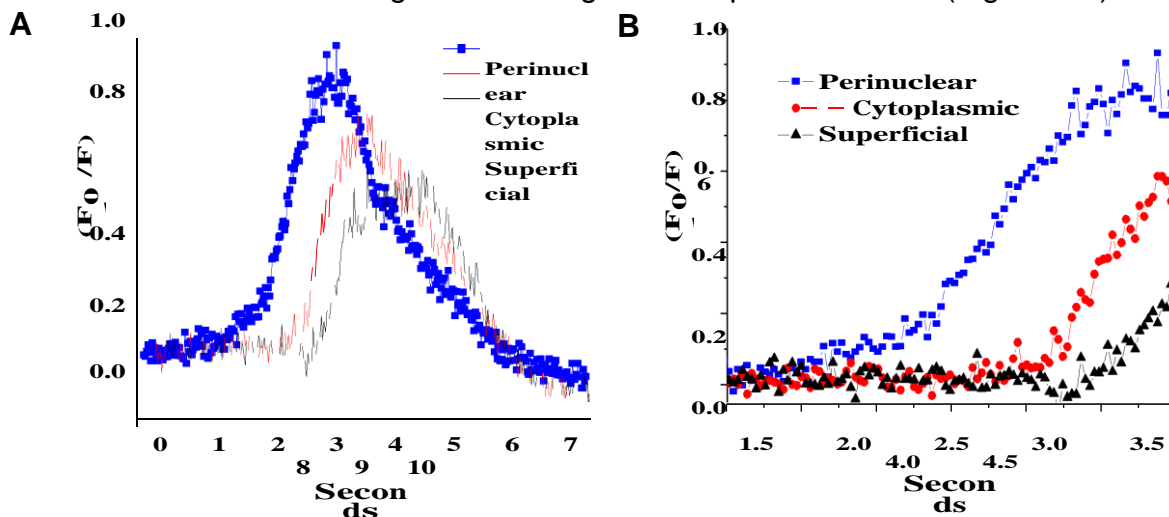 A
1.0
0.8
0.4
0.2
0.0
(F0 /F)
Perinucl
ear
Cytopla
smic
Superfi
cial
0 1 2 3 4 5 6 7
8 9 10
Secon
ds
B
1.0
0.8
0.
6
0.4
0.2
0.0
(F0 /F)
Perinuclear
Cytoplasmic
Superficial
1.5 2.0 2.5 3.0 3.5
4.0 4.5
Secon
ds